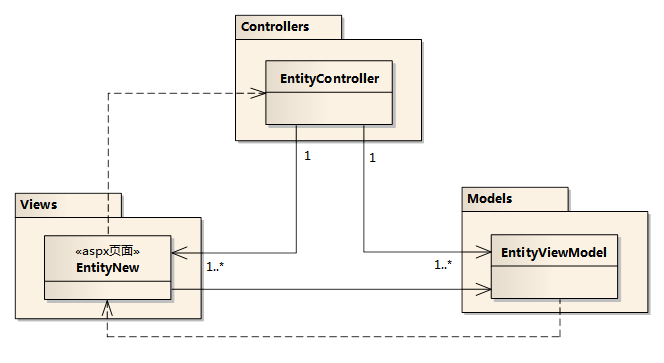 Controllers
EntityController
1
1
Views
«aspx页面»
EntityNew
1..*
Models
EntityViewModel
1..*